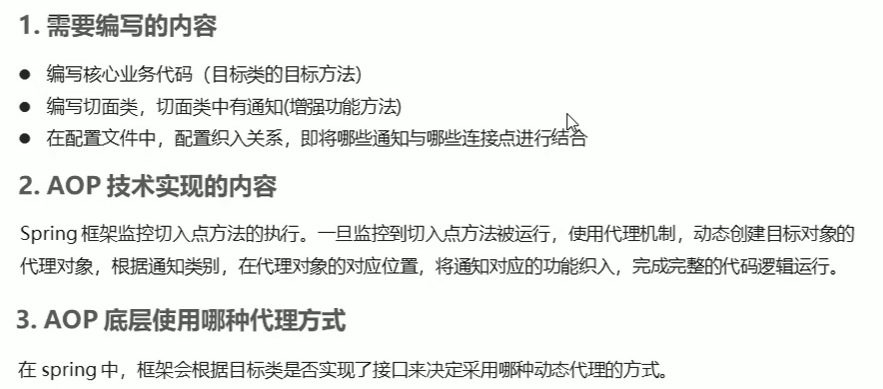 1. 需要编写的内容
● 编写核心业务代码（目标类的目标方法）
● 编写切面类，切面类中有通知(增强功能方法)
● 在配置文件中，配置织入关系，即将哪些通知与哪些连接点进行结合
2. AOP 技术实现的内容
Spring 框架监控切入点方法的执行。一旦监控到切入点方法被运行，使用代理机制，动态创建目标对象的
代理对象，根据通知类别，在代理对象的对应位置，将通知对应的功能织入，完成完整的代码逻辑运行。
3. AOP 底层使用哪种代理方式
在 spring 中，框架会根据目标类是否实现了接口来决定采用哪种动态代理的方式。